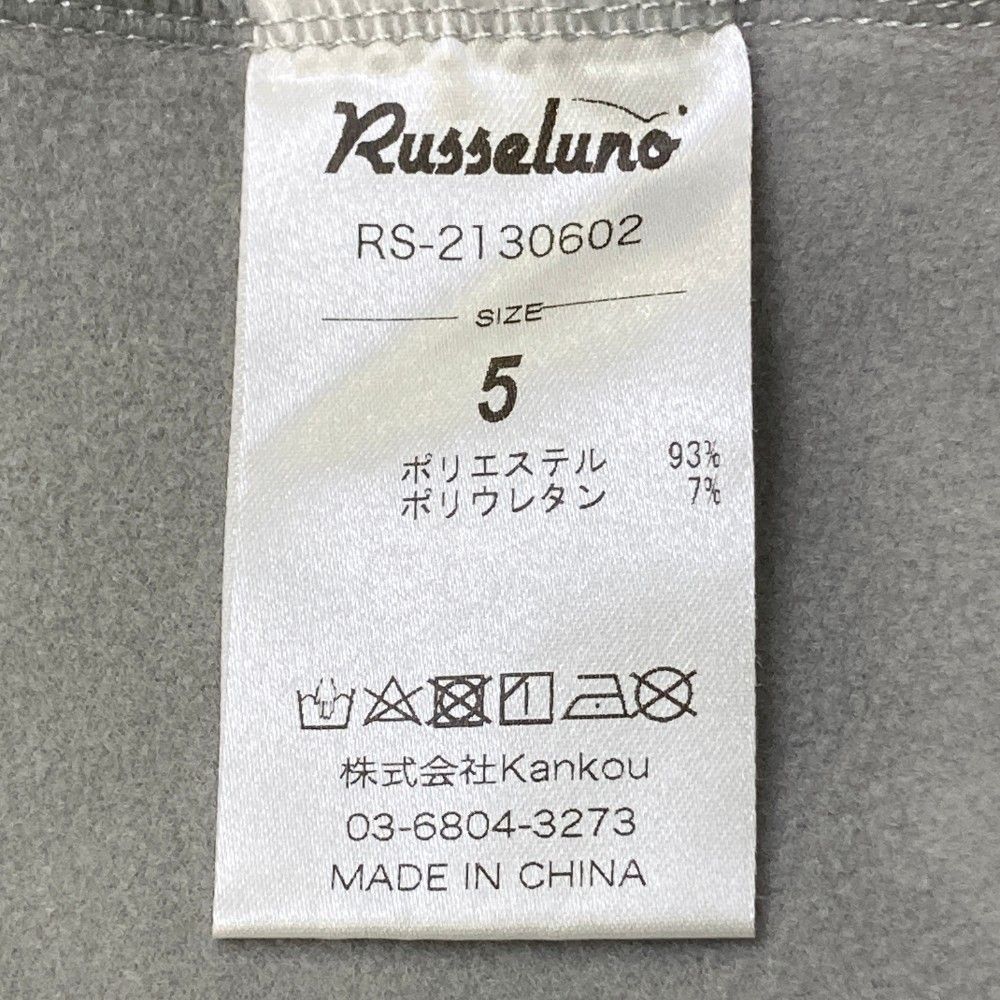 Russeluno
RS-2130602
SIZE
5
ポリエステル 93%
ポリウレタン 7%
株式会社Kankou
03-6804-3273
MADE IN CHINA